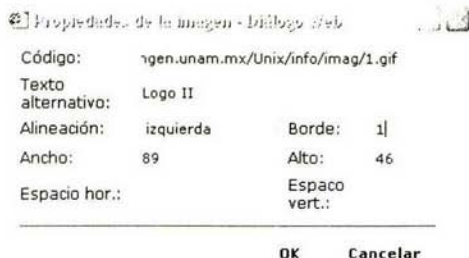 Propiedades de la imagen - Diálogo Web
Código: ngen.unam.mx/Unix/info/imag/1.gif
Texto alternativo: Logo II
Alineación: izquierda Borde: 1
Ancho: 89 Alto: 46
Espacio hor.: Espaco vert.:
OK Cancelar